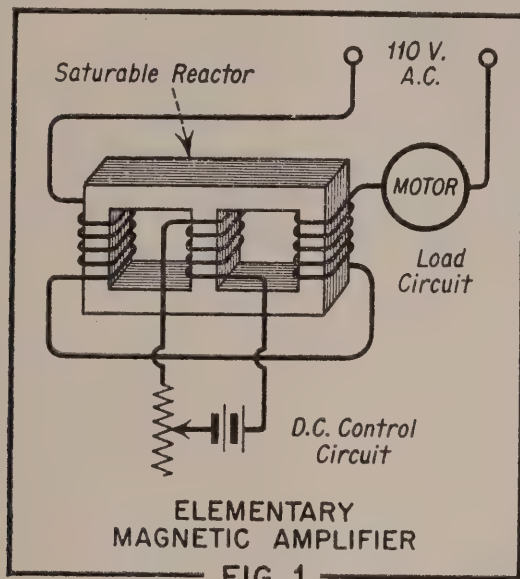 110 V.
A.C.
Saturable Reactor
MOTOR
Load
Circuit
D.C. Control
Circuit
ELEMENTARY
MAGNETIC AMPLIFIER
FIG 1